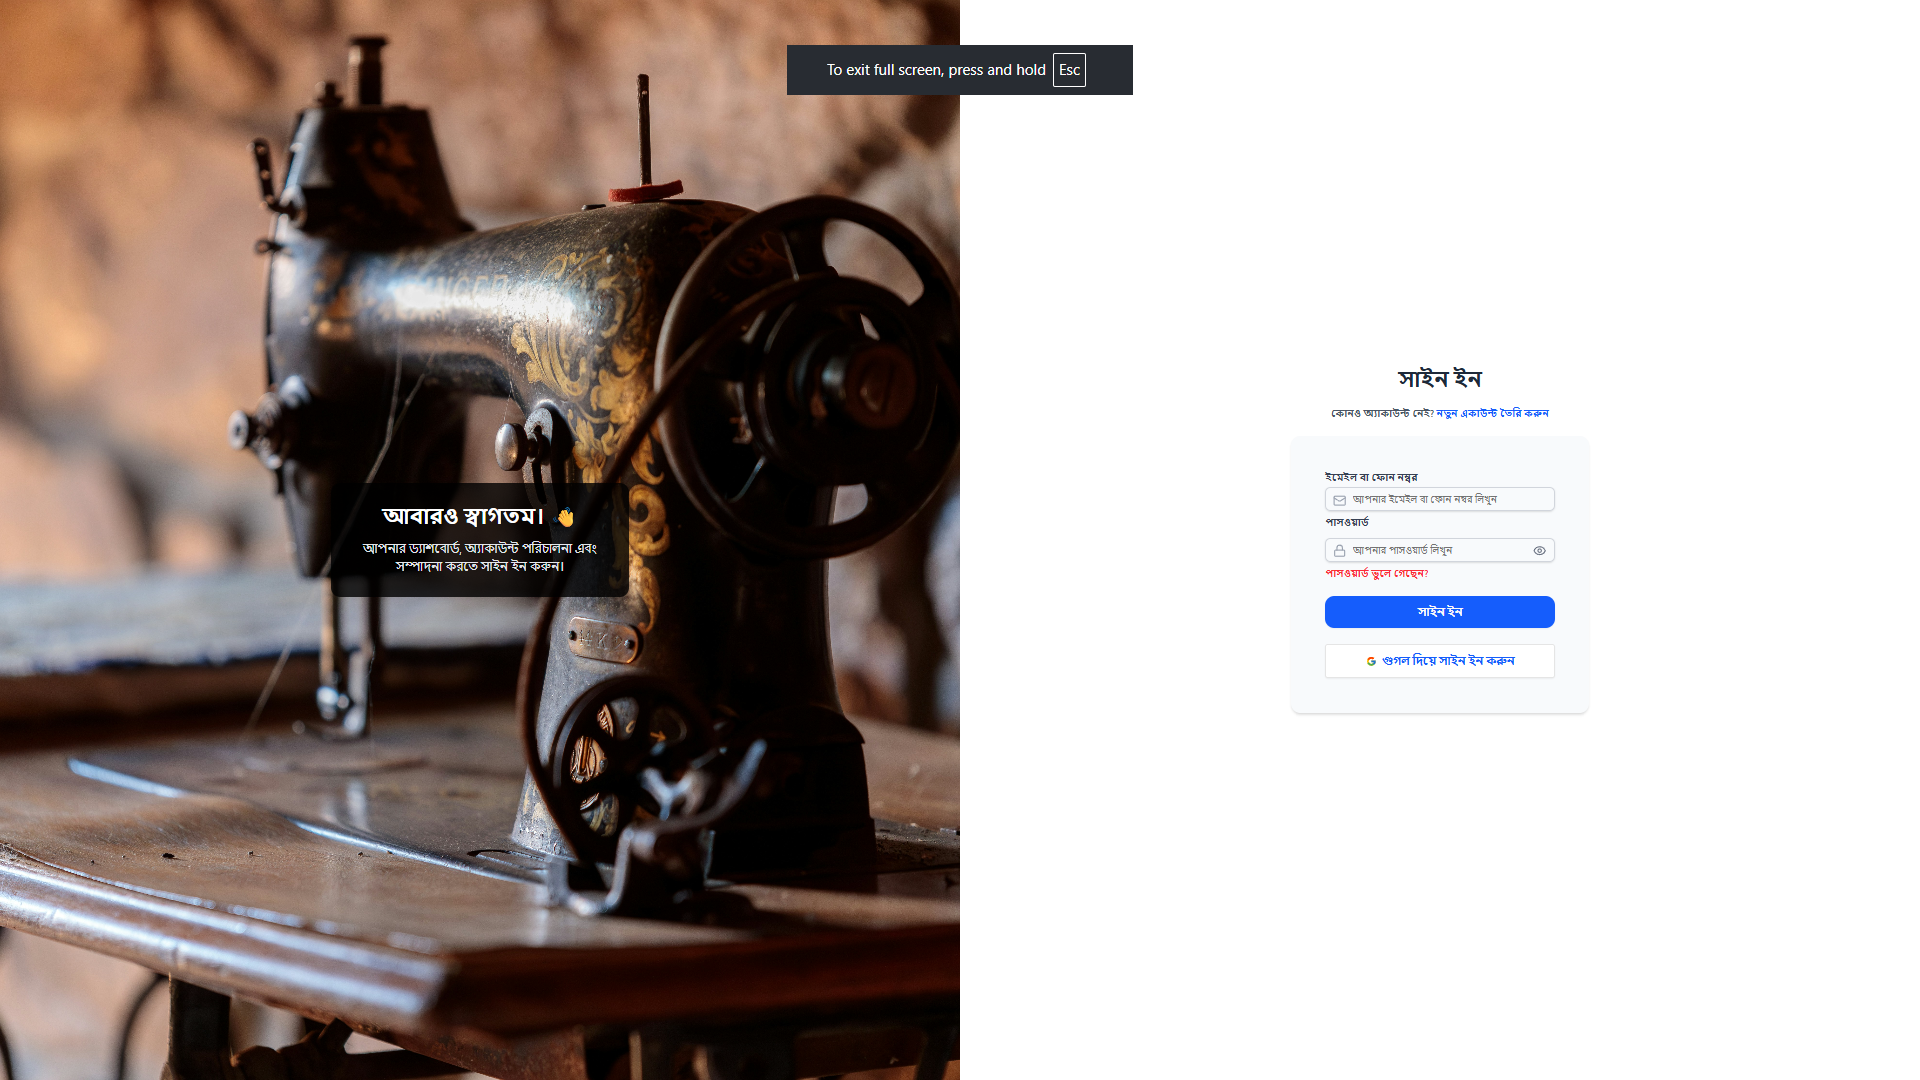 To exit full screen, press and hold Esc
আবারও স্বাগতম। 👋
আপনার ড্যাশবোর্ড, অ্যাকাউন্ট পরিচালনা এবং
সম্পাদনা করতে সাইন ইন করুন।
সাইন ইন
কোনও অ্যাকাউন্ট নেই? নতুন একাউন্ট তৈরি করুন
ইমেইল বা ফোন নম্বর
আপনার ইমেইল বা ফোন নম্বর লিখুন
পাসওয়ার্ড
আপনার পাসওয়ার্ড লিখুন
পাসওয়ার্ড ভুলে গেছেন?
সাইন ইন
গুগল দিয়ে সাইন ইন করুন